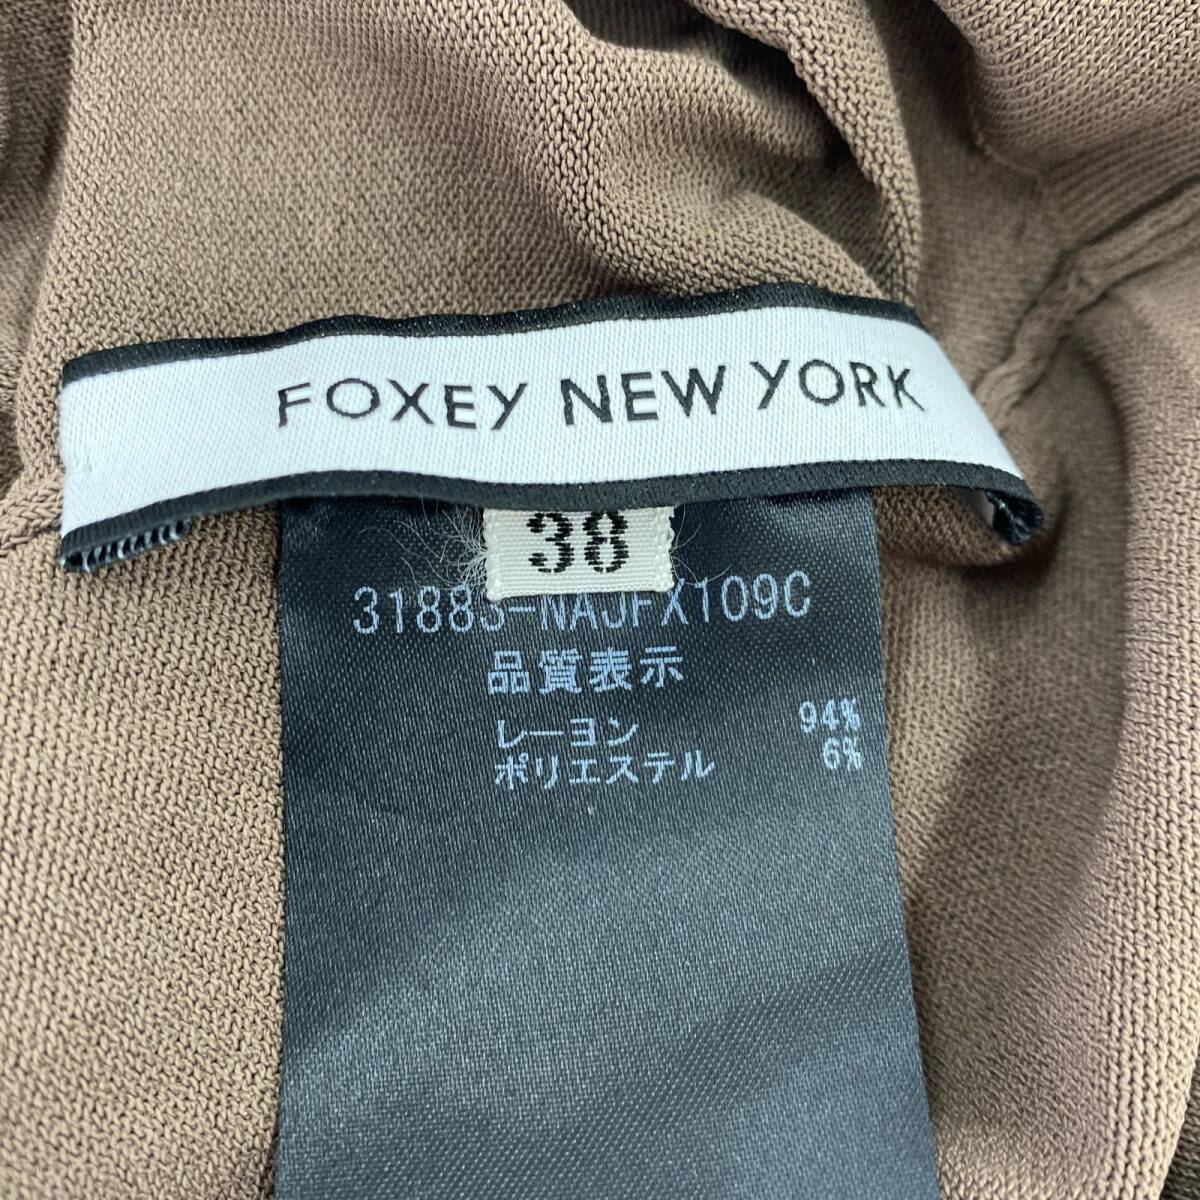 FOXEY NEW YORK
38
31883-NAJFX109C
品質表示
レーヨン 94%
ポリエステル 6%